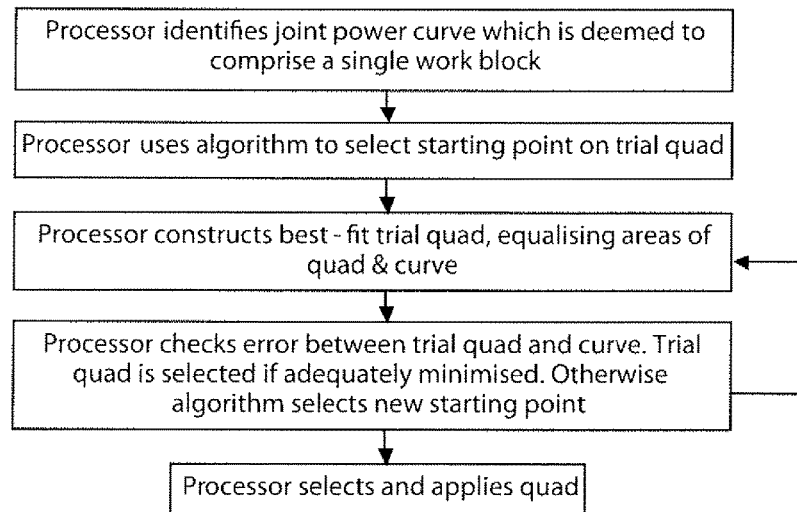 Processor identifies joint power curve which is deemed to
comprise a single work block
Processor uses algorithm to select starting point on trial quad
Processor constructs best - fit trial quad, equalising areas of
quad & curve
Processor checks error between trial quad and curve. Trial
quad is selected if adequately minimised. Otherwise
algorithm selects new starting point
Processor selects and applies quad